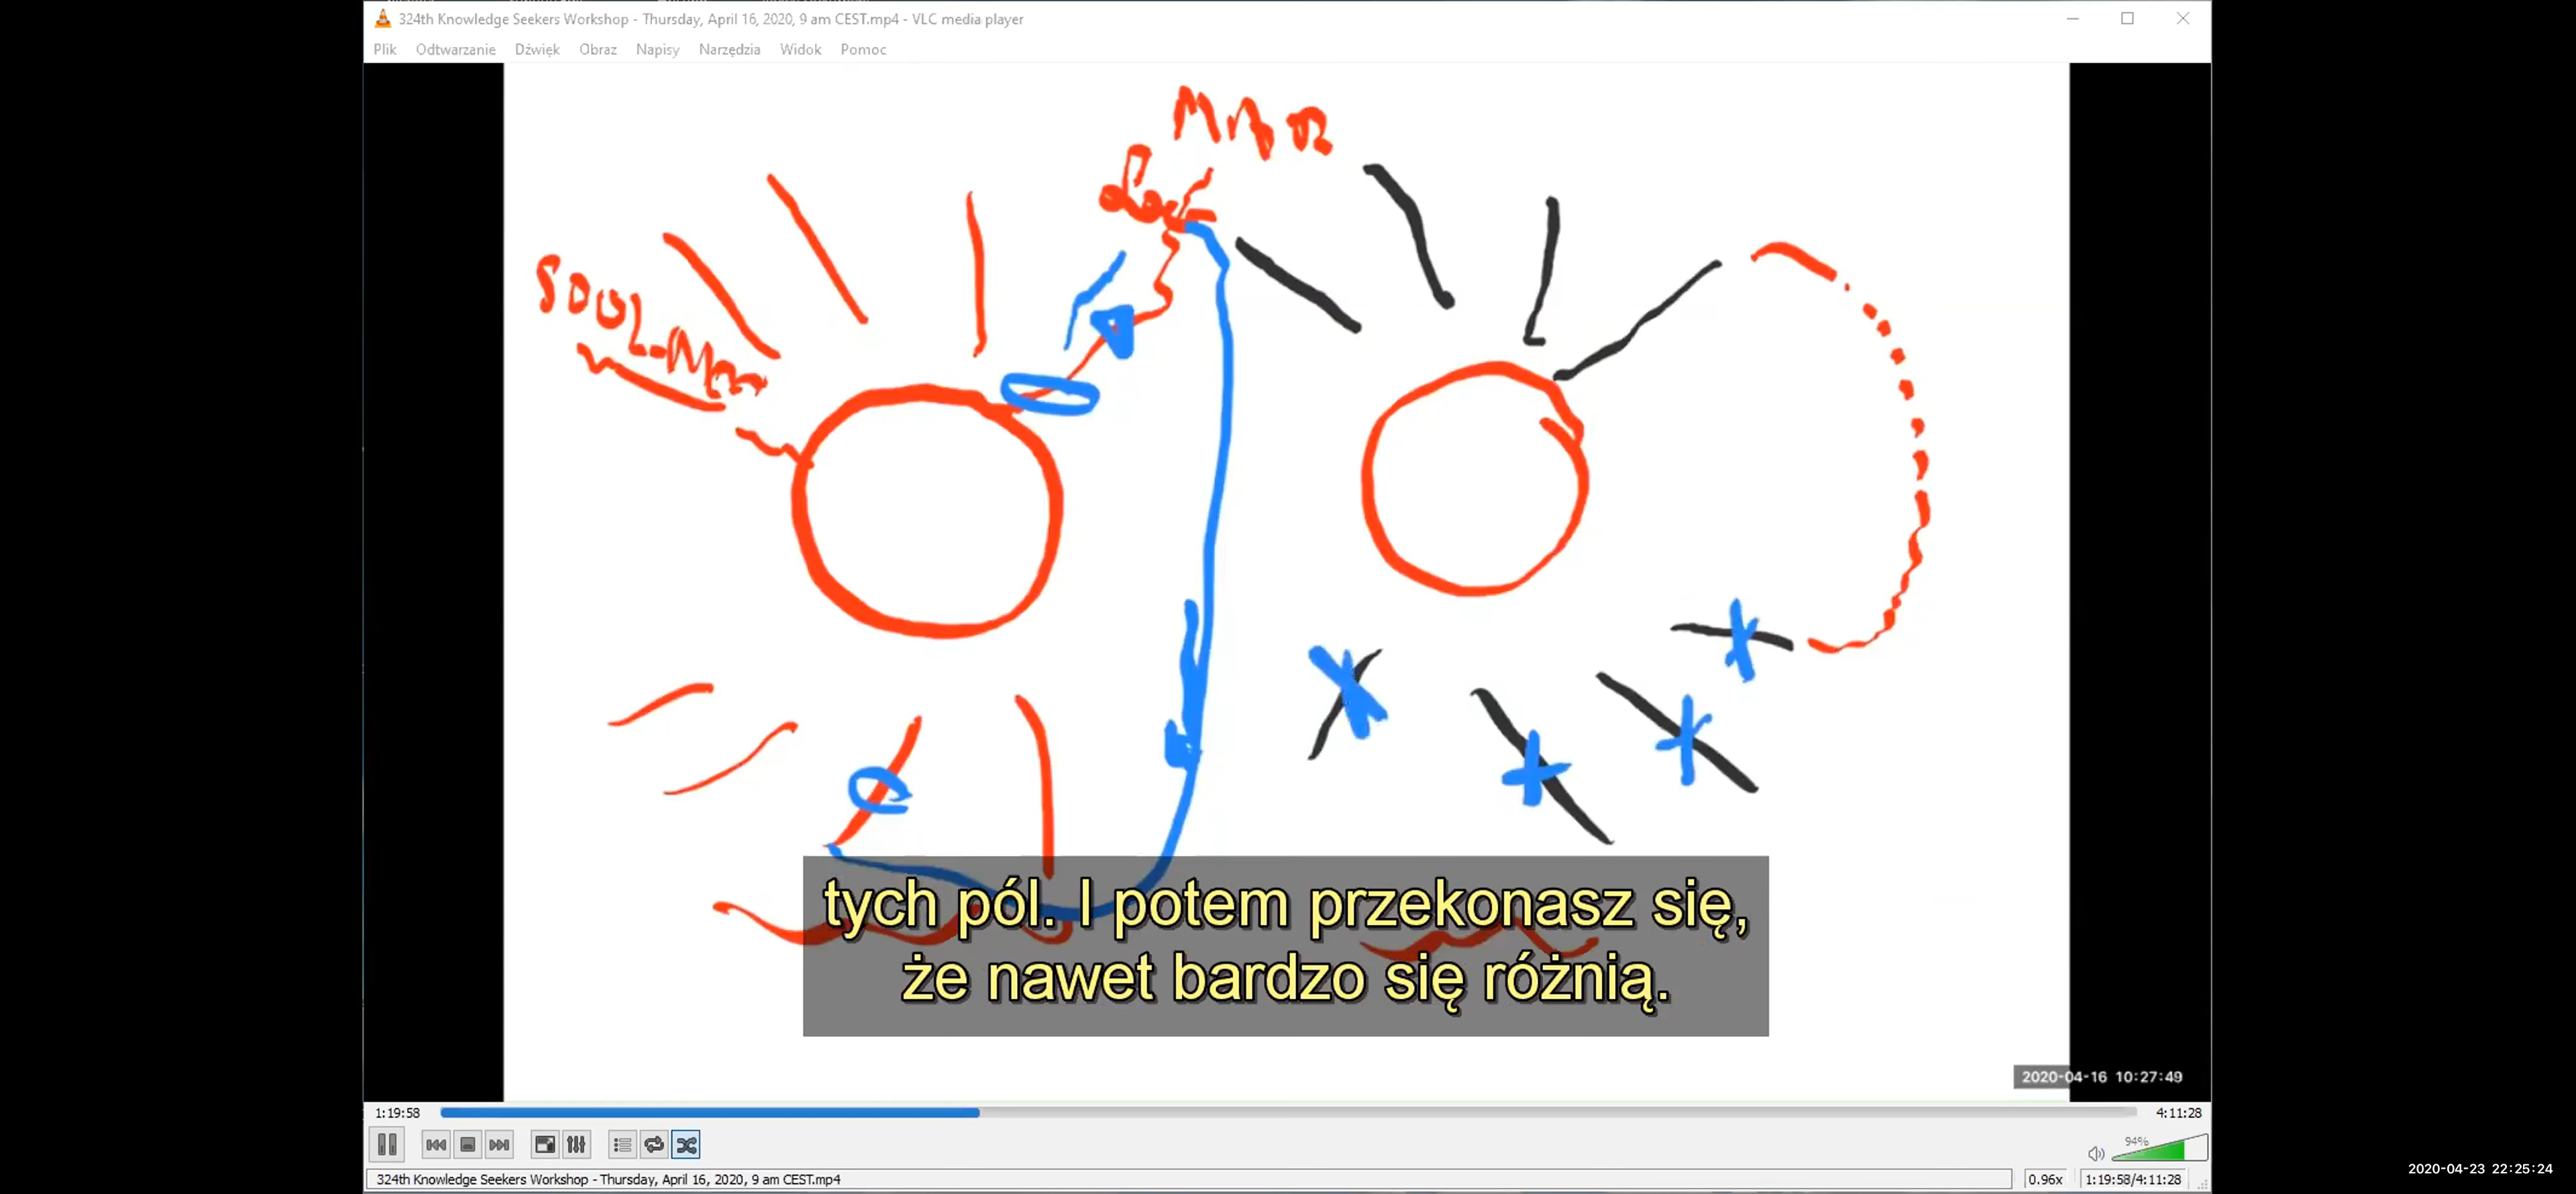 324th Knowledge Seekers Workshop - Thursday, April 16, 2020, 9 am CEST.mp4 - VLC media player
Plik Odtwarzanie Dźwięk Obraz Napisy Narzędzia Widok Pomoc
SOUL
tych pól. I potem przekonasz się,
że nawet bardzo się różnią.
2020-04-16 10:27:49
1:19:58
4:11:28
94%
324th Knowledge Seekers Workshop - Thursday, April 16, 2020, 9 am CEST.mp4
0.96x
1:19:58/4:11:28
2020-04-23 22:25:24